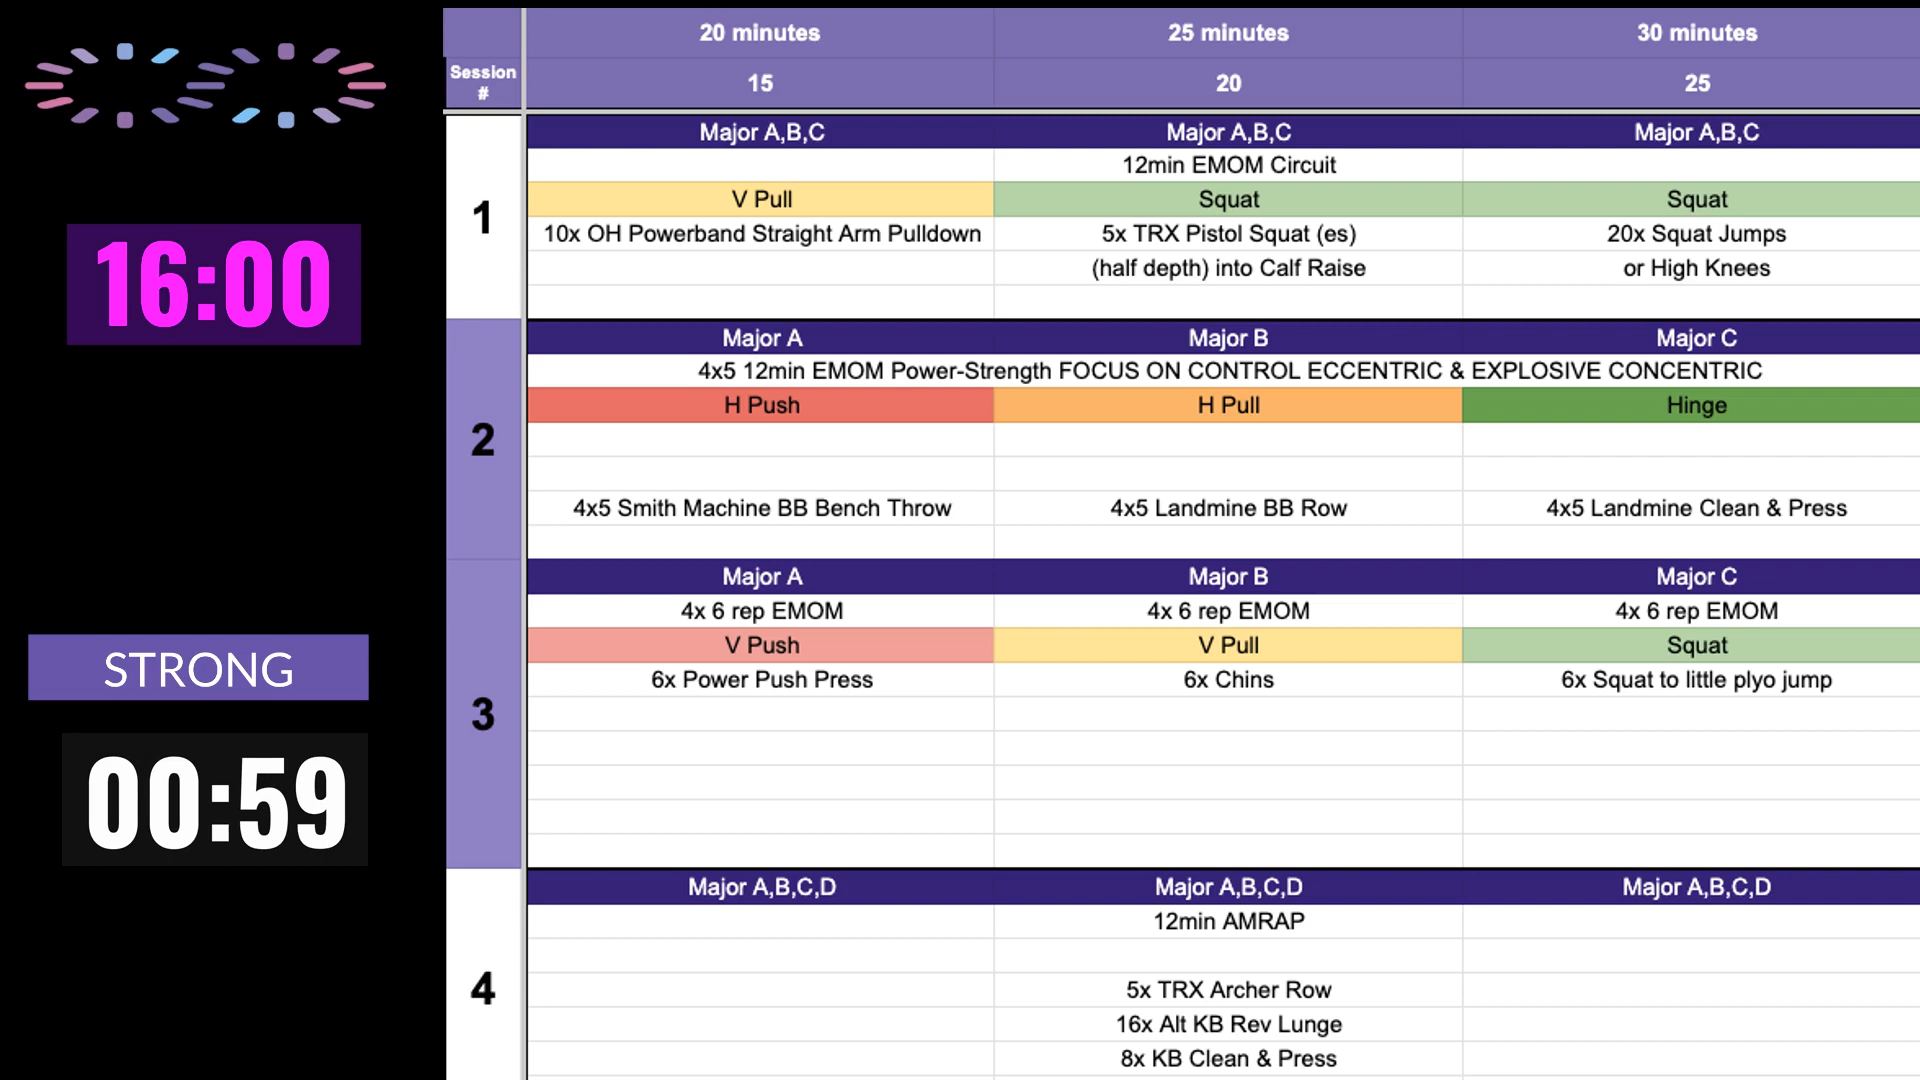 16:00
STRONG
00:59
20 minutes 25 minutes 30 minutes
Session
#
15 20 25
Major A,B,C Major A,B,C Major A,B,C
12min EMOM Circuit
1
V Pull Squat Squat
10x OH Powerband Straight Arm Pulldown 5x TRX Pistol Squat (es) 20x Squat Jumps
(half depth) into Calf Raise or High Knees
2
Major A Major B Major C
4x5 12min EMOM Power-Strength FOCUS ON CONTROL ECCENTRIC & EXPLOSIVE CONCENTRIC
H Push H Pull Hinge
4x5 Smith Machine BB Bench Throw 4x5 Landmine BB Row 4x5 Landmine Clean & Press
3
Major A Major B Major C
4x 6 rep EMOM 4x 6 rep EMOM 4x 6 rep EMOM
V Push V Pull Squat
6x Power Push Press 6x Chins 6x Squat to little plyo jump
4
Major A,B,C,D Major A,B,C,D Major A,B,C,D
12min AMRAP
5x TRX Archer Row
16x Alt KB Rev Lunge
8x KB Clean & Press